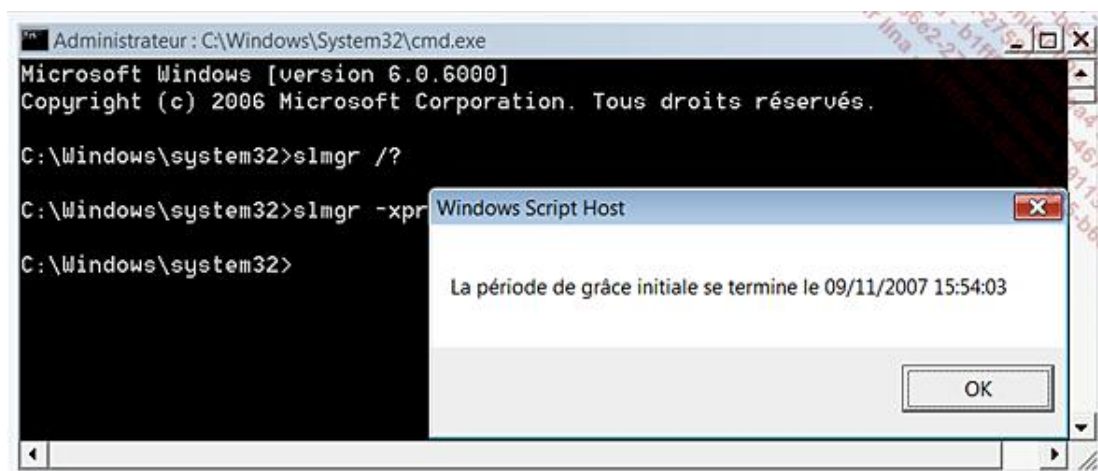 Administrateur : C:\Windows\System32\cmd.exe
Microsoft Windows [version 6.0.6000]
Copyright (c) 2006 Microsoft Corporation. Tous droits réservés.
C:\Windows\system32>slmgr /?
C:\Windows\system32>slmgr -xpr
C:\Windows\system32>
Windows Script Host
La période de grâce initiale se termine le 09/11/2007 15:54:03
OK